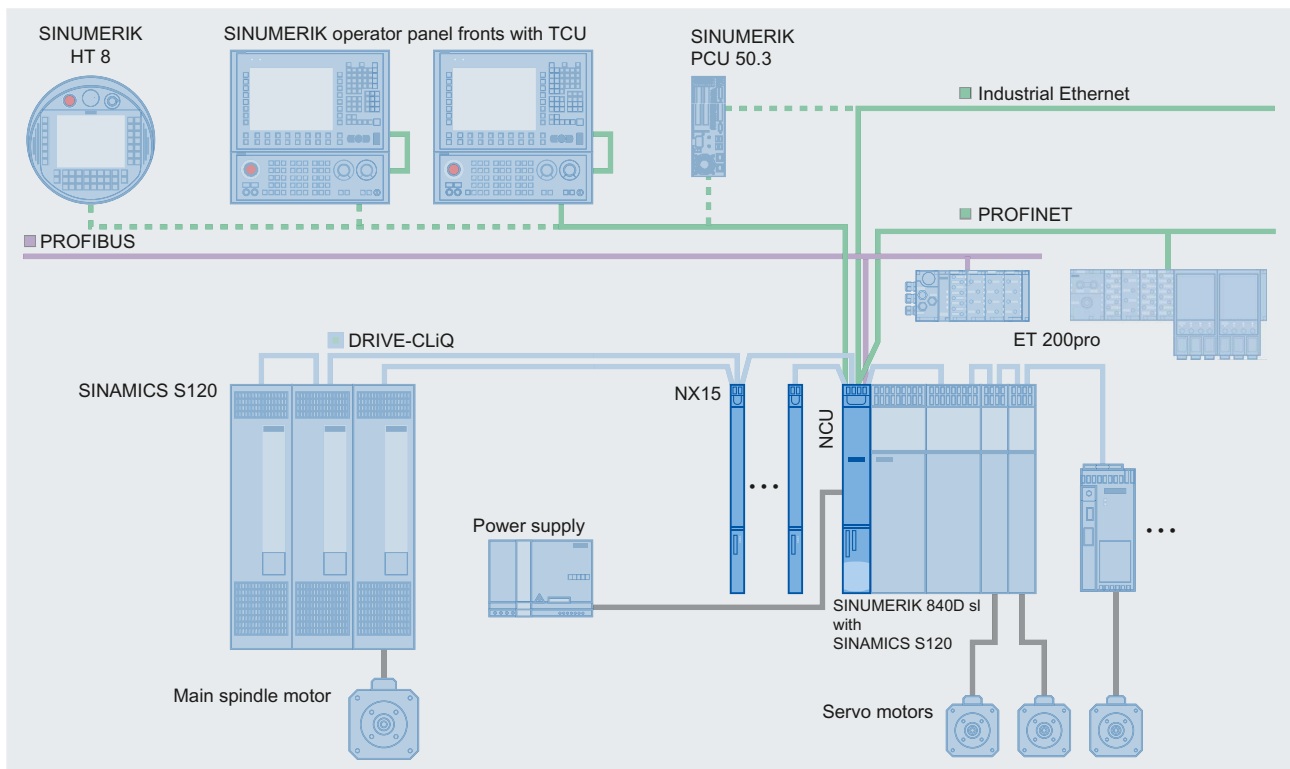 SINUMERIK
HT 8
SINUMERIK operator panel fronts with TCU
SINUMERIK
PCU 50.3
Industrial Ethernet
PROFINET
PROFIBUS
ET 200pro
DRIVE-CLiQ
SINAMICS S120
NX15
NCU
...
...
Power supply
SINUMERIK 840D sl
with
SINAMICS S120
Main spindle motor
Servo motors